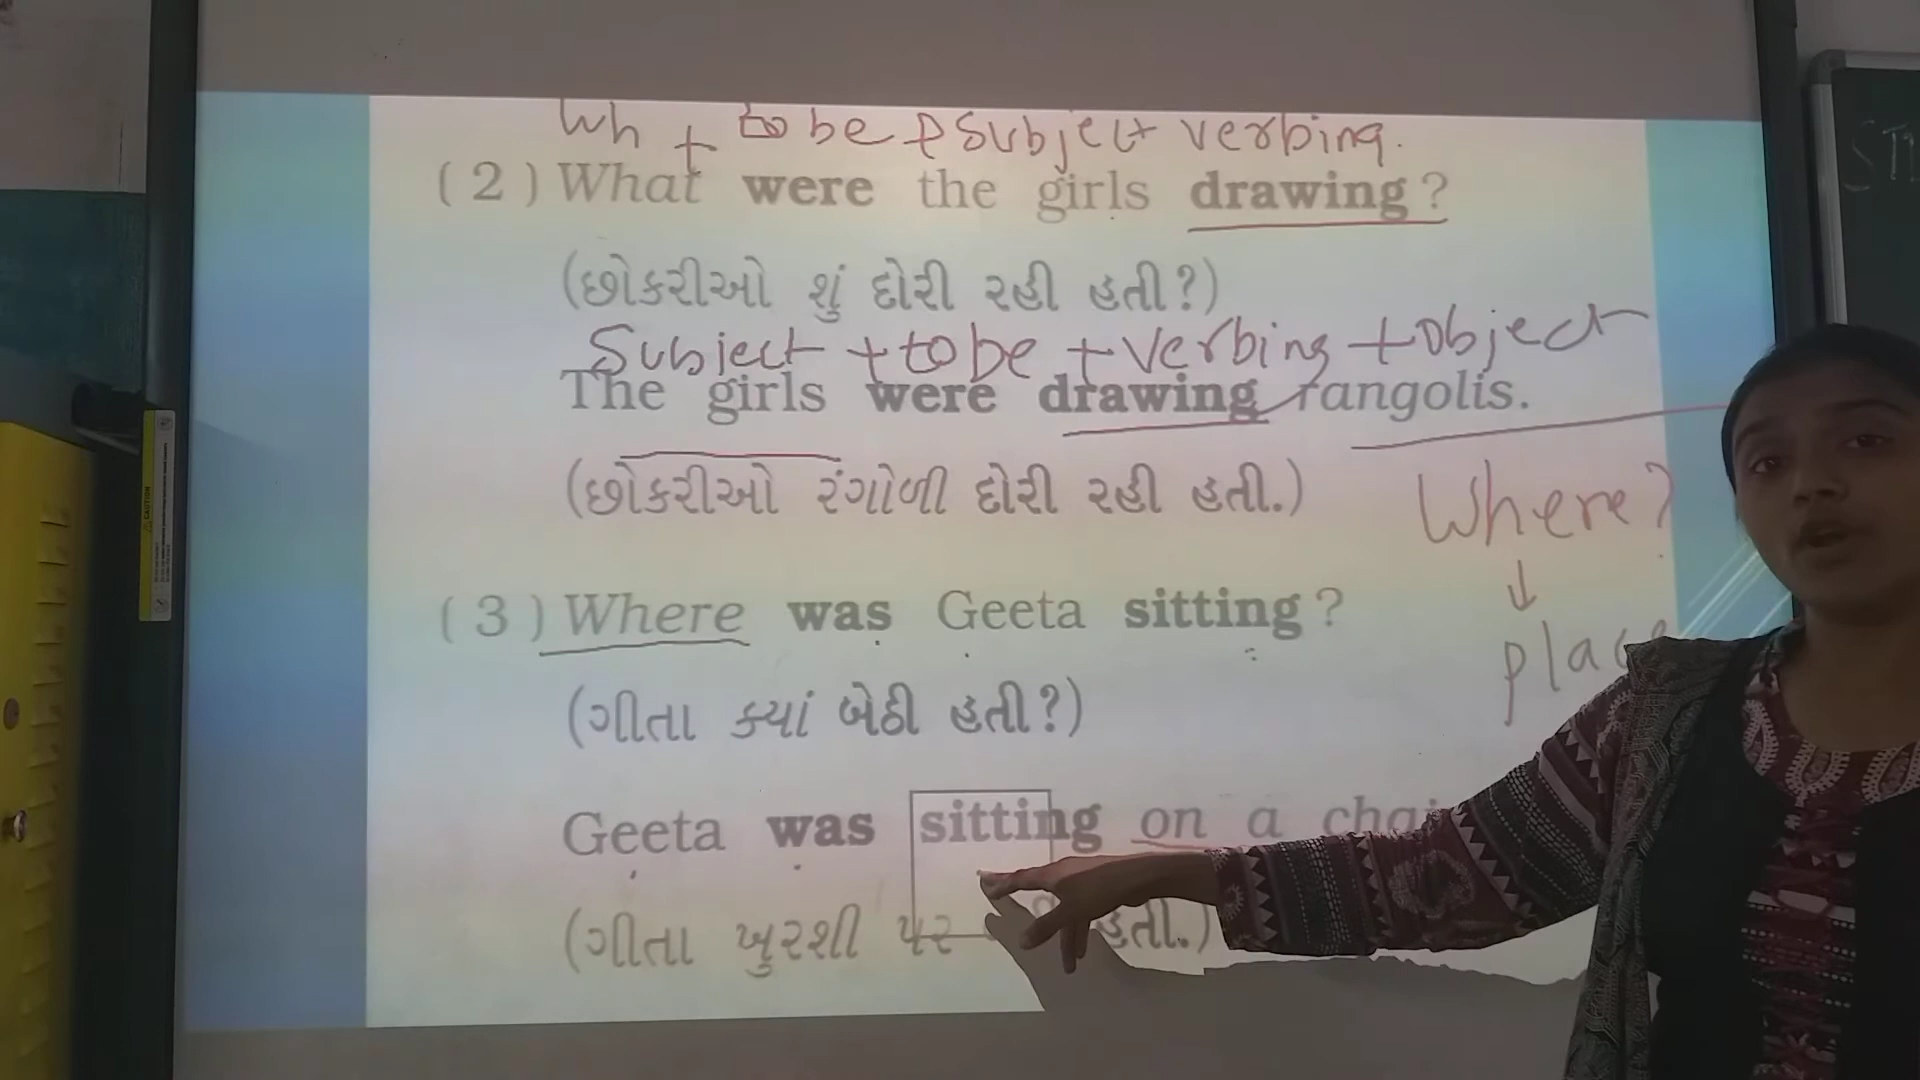 Wh + to be + subject verbing.
(2) What were the girls drawing?
(છોકરીઓ શું દોરી રહી હતી?)
Subject + to be + verbing + object
The girls were drawing rangolis.
(છોકરીઓ રંગોળી દોરી રહી હતી.)
Where?
↓
(3) Where was Geeta sitting?
(ગીતા ક્યાં બેઠી હતી?)
Geeta was sitting on a
(ગીતા ખુરશી પર હતી.)
CAUTION